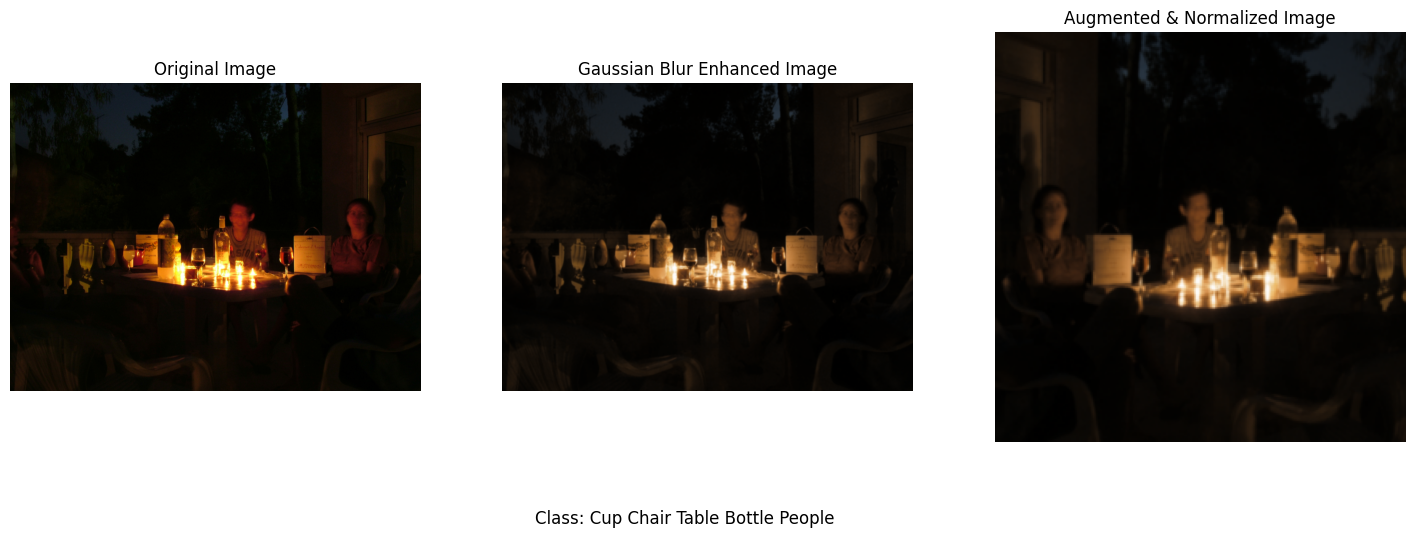 Original Image
Gaussian Blur Enhanced Image
Augmented & Normalized Image
Class: Cup Chair Table Bottle People